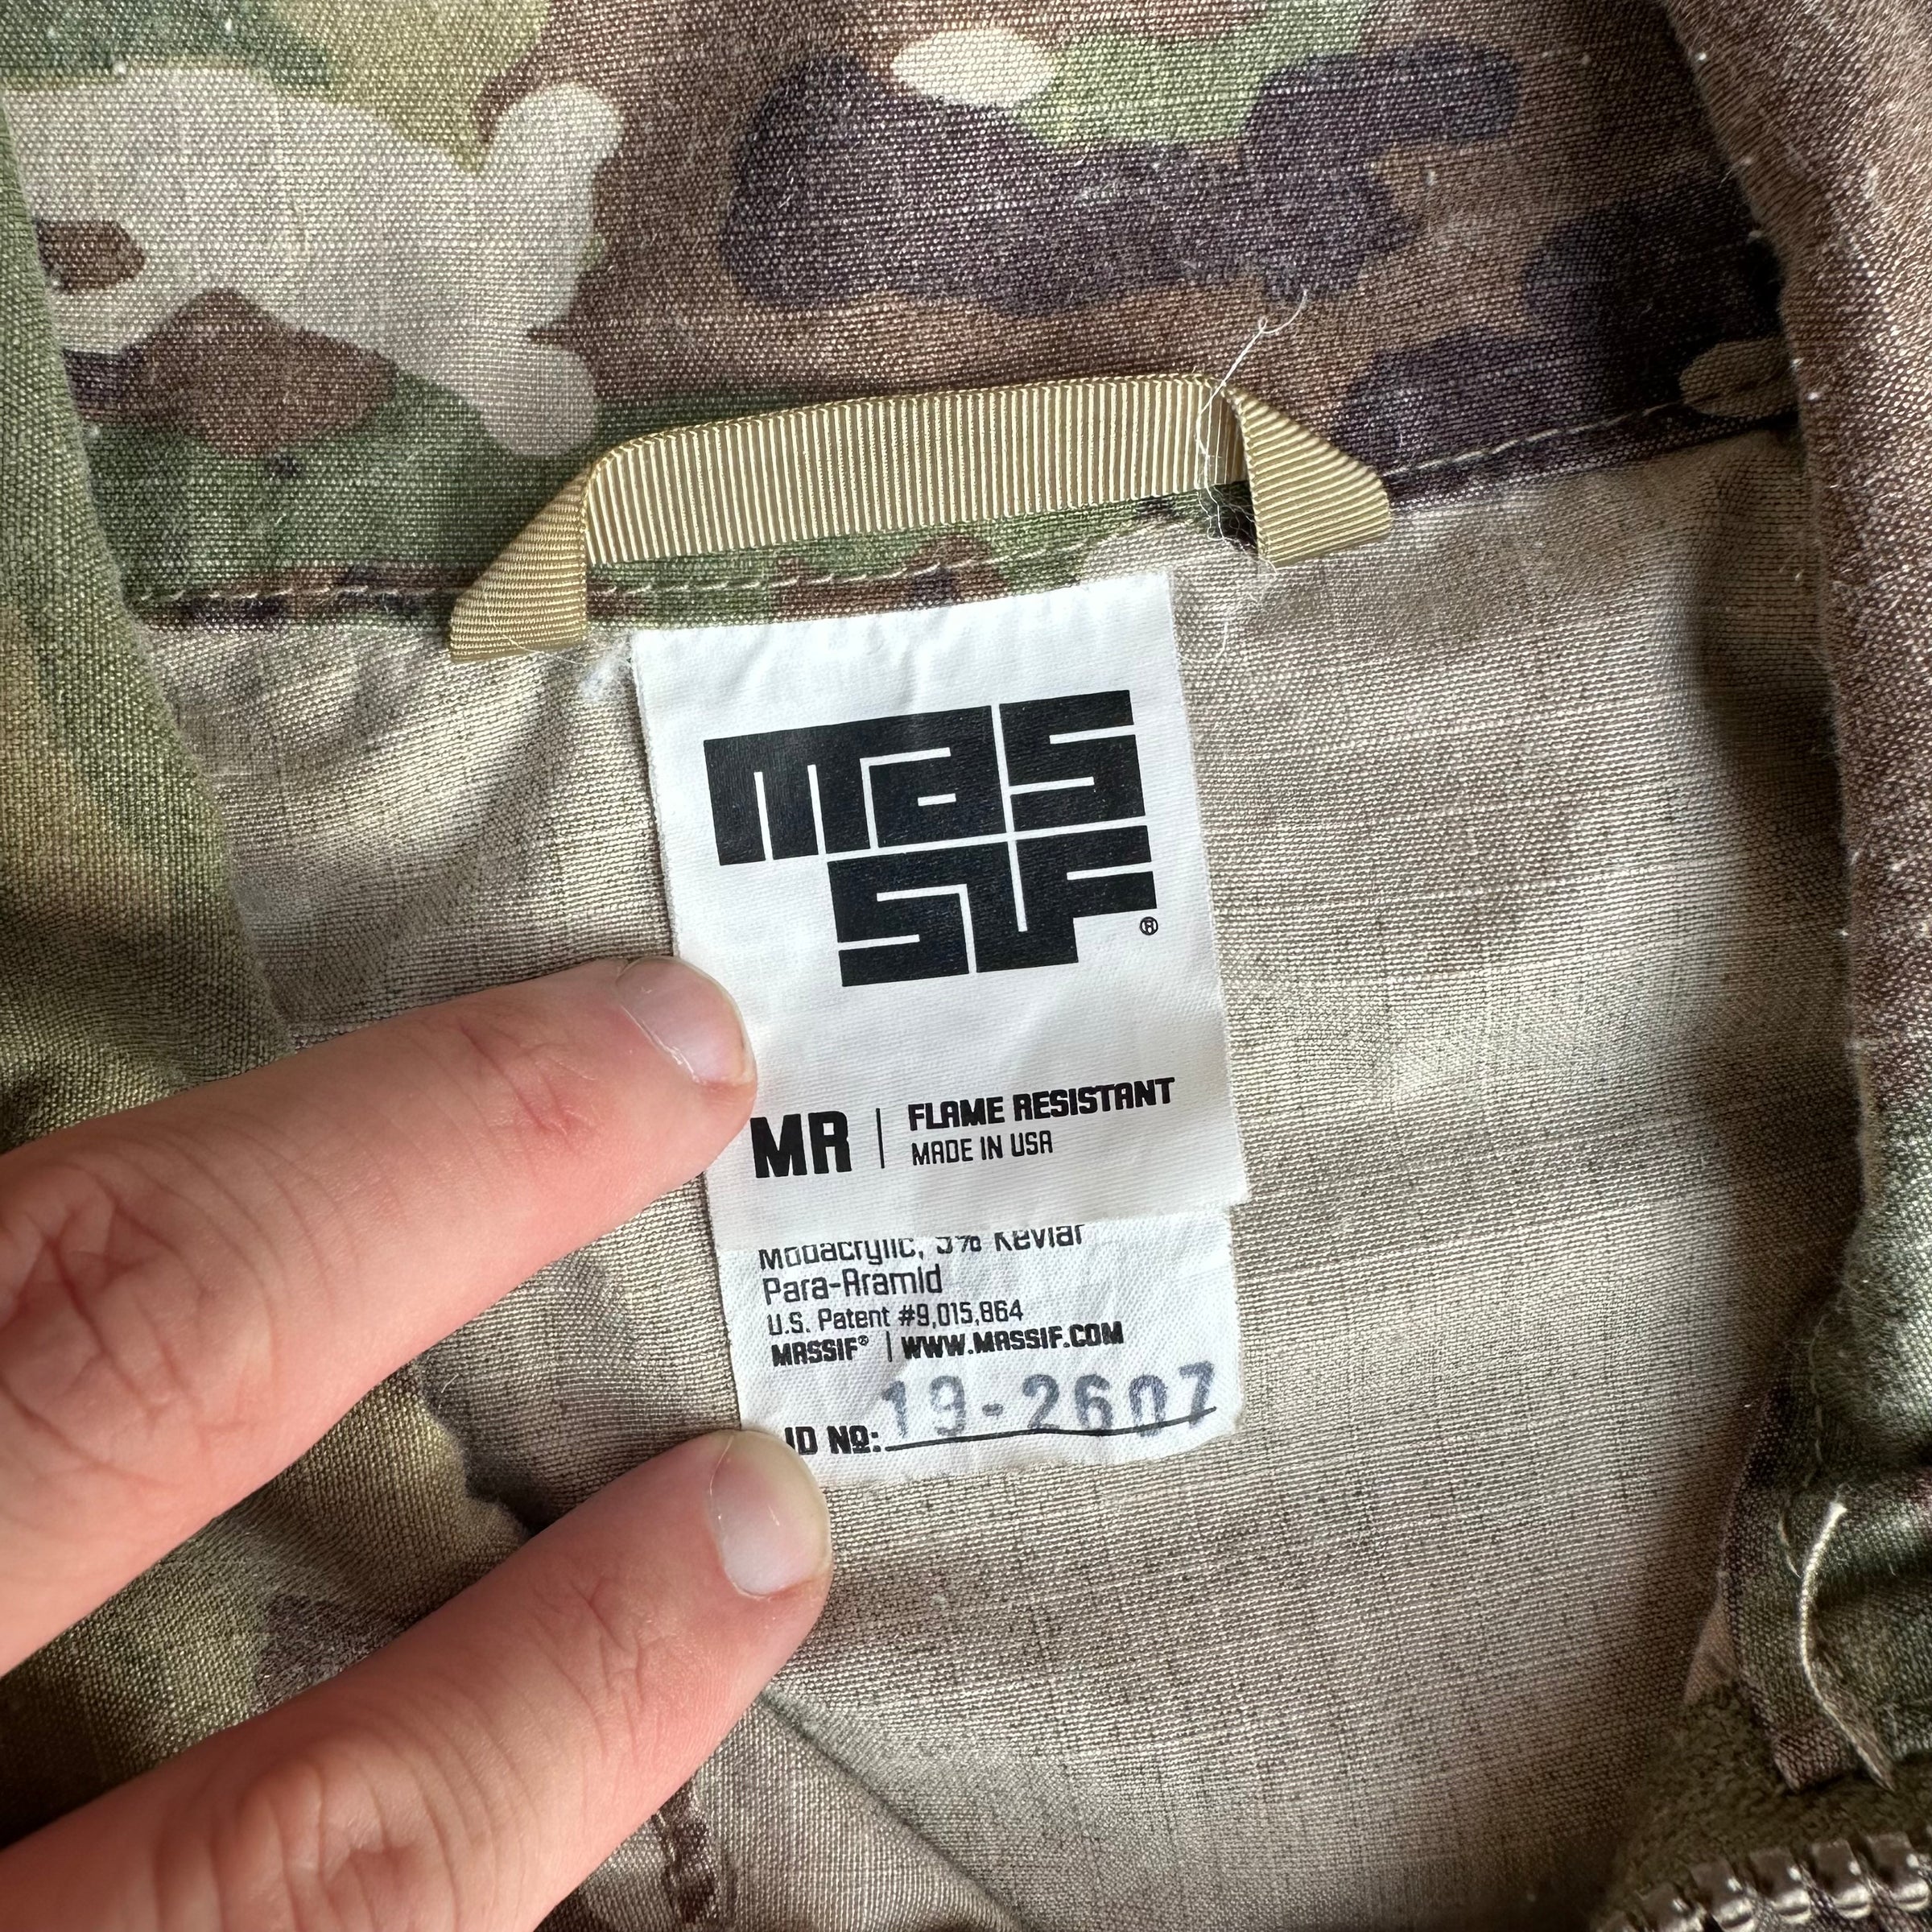 mas
sıf®
MR | FLAME RESISTANT
MADE IN USA
Modacrylic, 5% Kevlar
Para-Aramid
U.S. Patent #9,015,864
MASSIF® | WWW.MASSIF.COM
ID NO: 19-2607